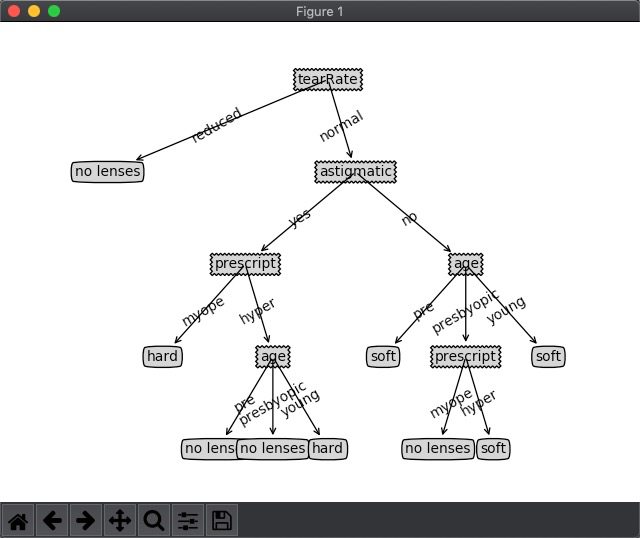 Figure 1
tearRate
reduced
normal
no lenses
astigmatic
yes
no
prescript
age
myope
hyper
pre
presbyopic
young
hard
age
soft
prescript
soft
pre
presbyopic
young
myope
hyper
no lens
no lenses
hard
no lenses
soft